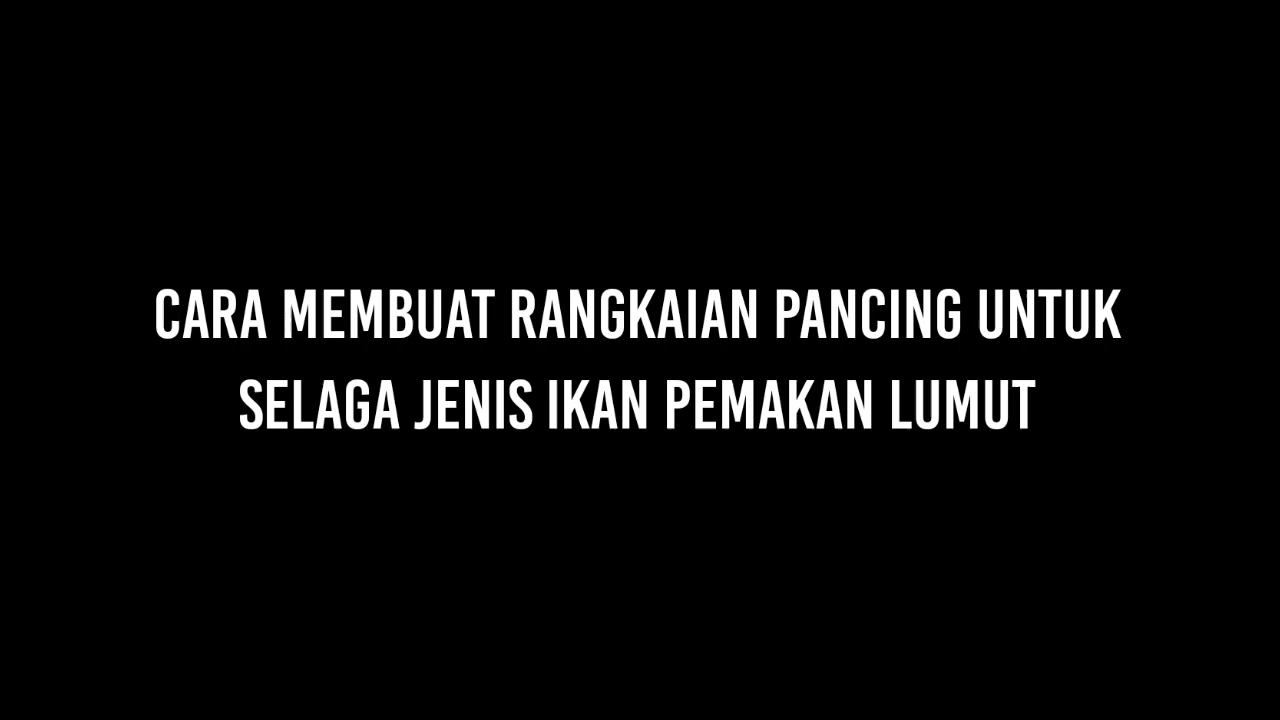 CARA MEMBUAT RANGKAIAN PANCING UNTUK
SELAGA JENIS IKAN PEMAKAN LUMUT